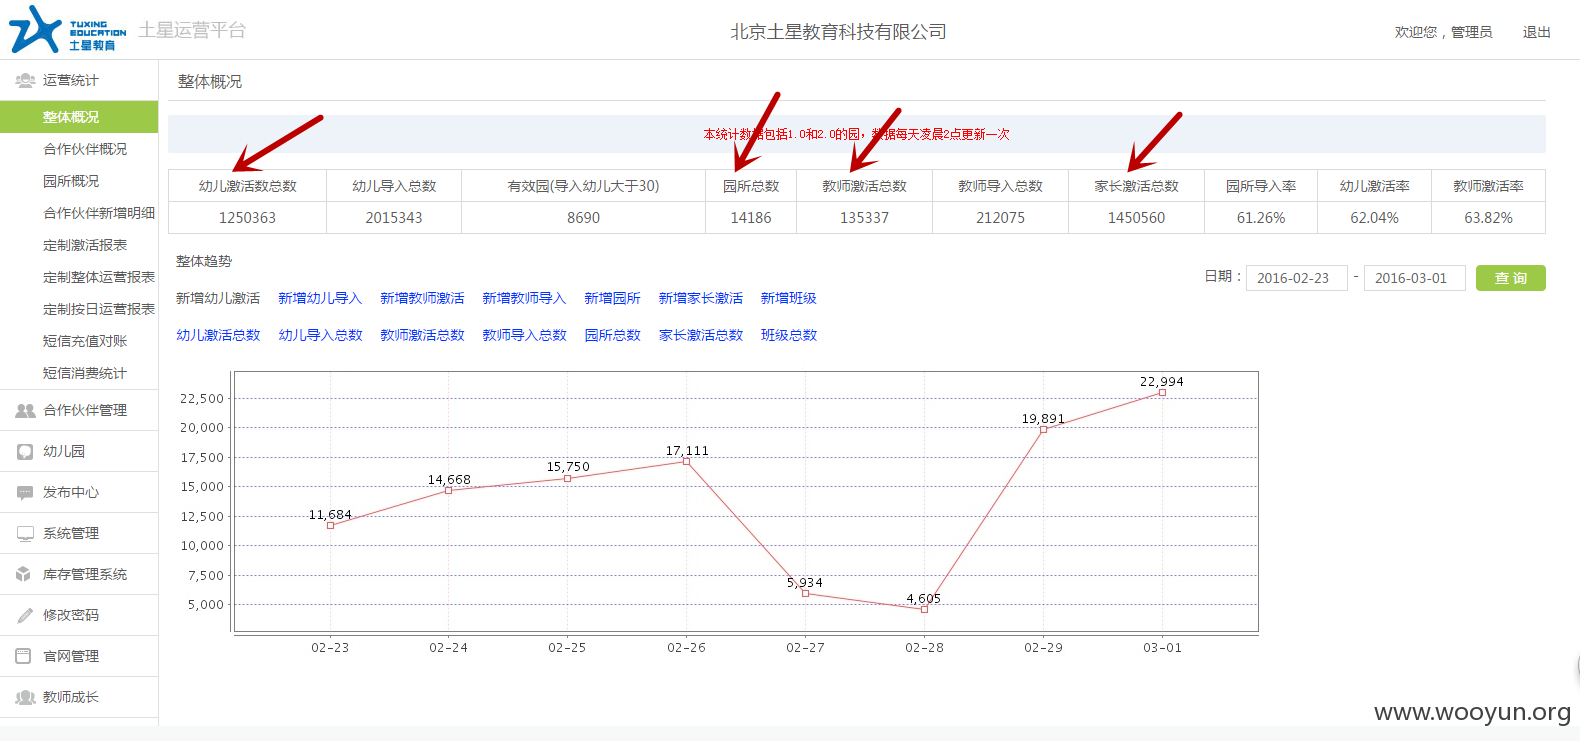 TUXING
EDUCATION
土星教育
土星运营平台
北京土星教育科技有限公司
欢迎您，管理员 退出
运营统计
整体概况
合作伙伴概况
园所概况
合作伙伴新增明细
定制激活报表
定制整体运营报表
定制按日运营报表
短信充值对账
短信消费统计
合作伙伴管理
幼儿园
发布中心
系统管理
库存管理系统
修改密码
官网管理
教师成长
整体概况
本统计数据包括1.0和2.0的园，数据每天凌晨2点更新一次
幼儿激活数总数 幼儿导入总数 有效园(导入幼儿大于30) 园所总数 教师激活总数 教师导入总数 家长激活总数 园所导入率 幼儿激活率 教师激活率
1250363 2015343 8690 14186 135337 212075 1450560 61.26% 62.04% 63.82%
整体趋势
日期： 2016-02-23 - 2016-03-01 查 询
新增幼儿激活 新增幼儿导入 新增教师激活 新增教师导入 新增园所 新增家长激活 新增班级
幼儿激活总数 幼儿导入总数 教师激活总数 教师导入总数 园所总数 家长激活总数 班级总数
22,500
20,000
17,500
15,000
12,500
10,000
7,500
5,000
11,684
14,668
15,750
17,111
5,934
4,605
19,891
22,994
02-23 02-24 02-25 02-26 02-27 02-28 02-29 03-01
www.wooyun.org